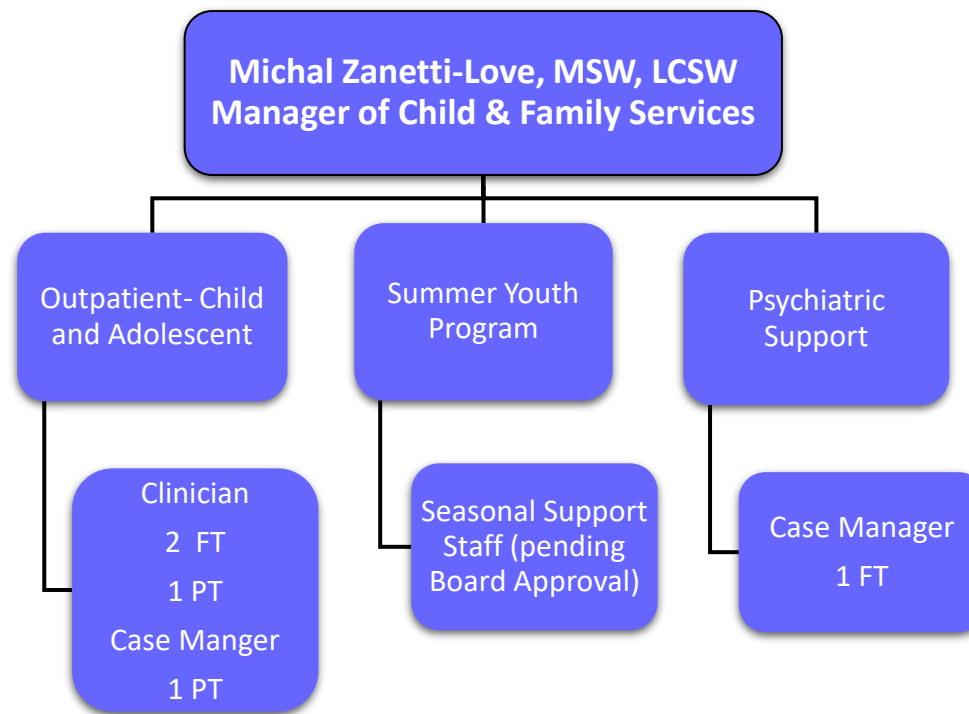 Michal Zanetti-Love, MSW, LCSW
Manager of Child & Family Services
Outpatient- Child
and Adolescent
Summer Youth
Program
Psychiatric
Support
Clinician
2 FT
1 PT
Case Manger
1 PT
Seasonal Support
Staff (pending
Board Approval)
Case Manager
1 FT